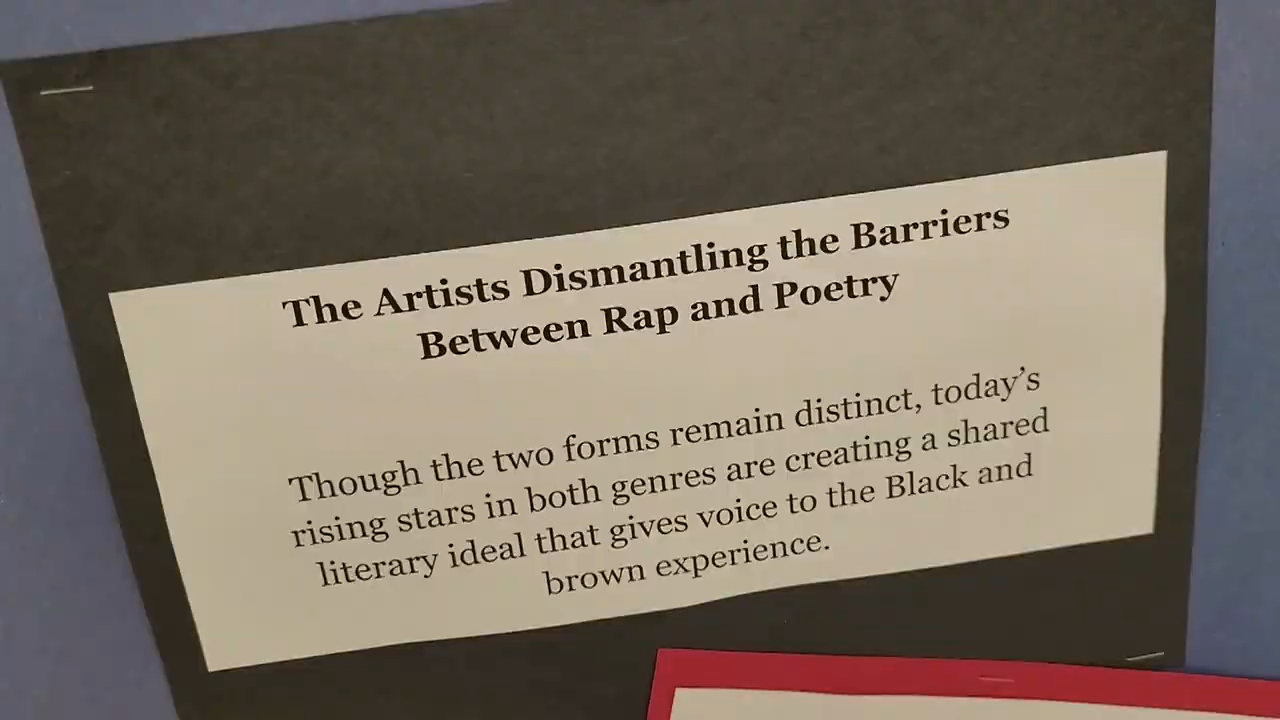 The Artists Dismantling the Barriers
Between Rap and Poetry
Though the two forms remain distinct, today’s
rising stars in both genres are creating a shared
literary ideal that gives voice to the Black and
brown experience.